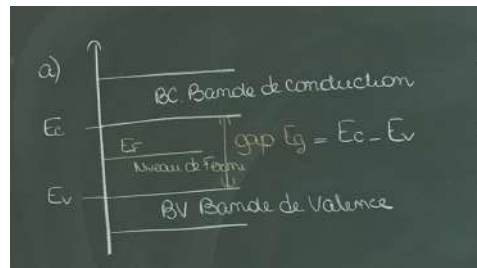 a)
BC. Bande de conduction
Ec
EF
gap Eg = Ec - Ev
Niveau de Fermi
Ev
BV Bande de Valence